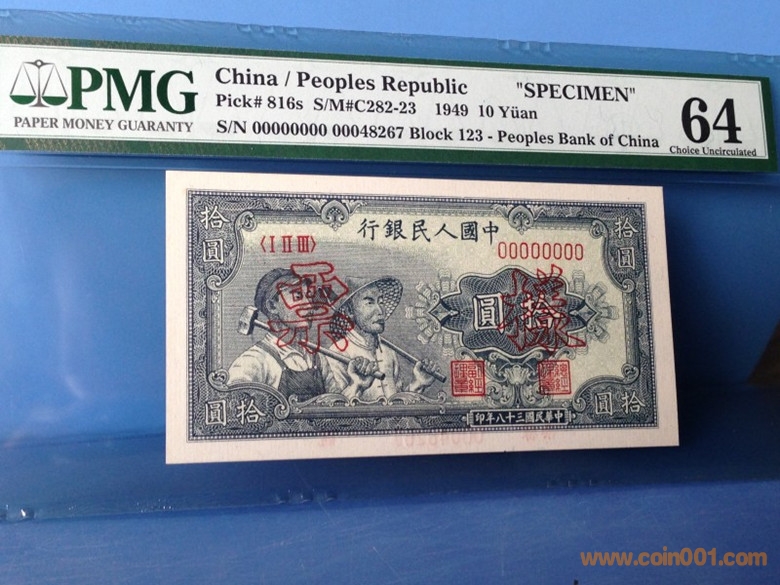 PMG
PAPER MONEY GUARANTY
China / Peoples Republic "SPECIMEN"
Pick# 816s S/M#C282-23 1949 10 Yüan
S/N 00000000 00048267 Block 123 - Peoples Bank of China
64
Choice Uncirculated
行銀民人國中
拾圓
拾圓
〈I II III〉
00000000
票
樣
圓拾
圓拾
印年八十三國民華中
圓拾
www.coin001.com